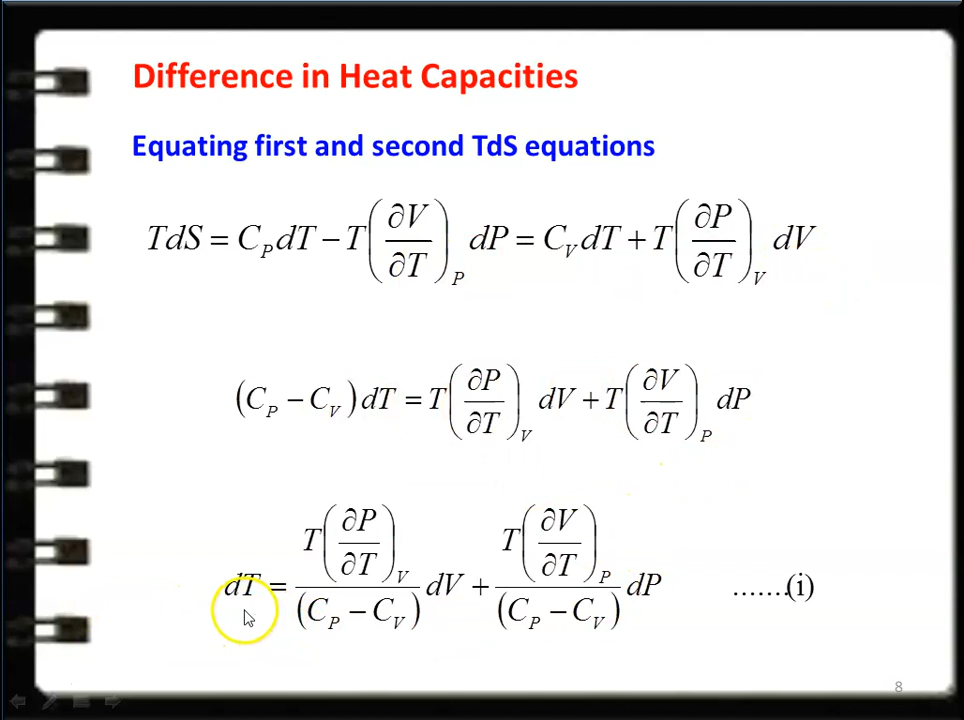 Difference in Heat Capacities
Equating first and second TdS equations
TdS = C_P dT − T(∂V/∂T)_P dP = C_V dT + T(∂P/∂T)_V dV
(C_P − C_V) dT = T(∂P/∂T)_V dV + T(∂V/∂T)_P dP
dT = T(∂P/∂T)_V/(C_P − C_V) dV + T(∂V/∂T)_P/(C_P − C_V) dP .......(i)
8